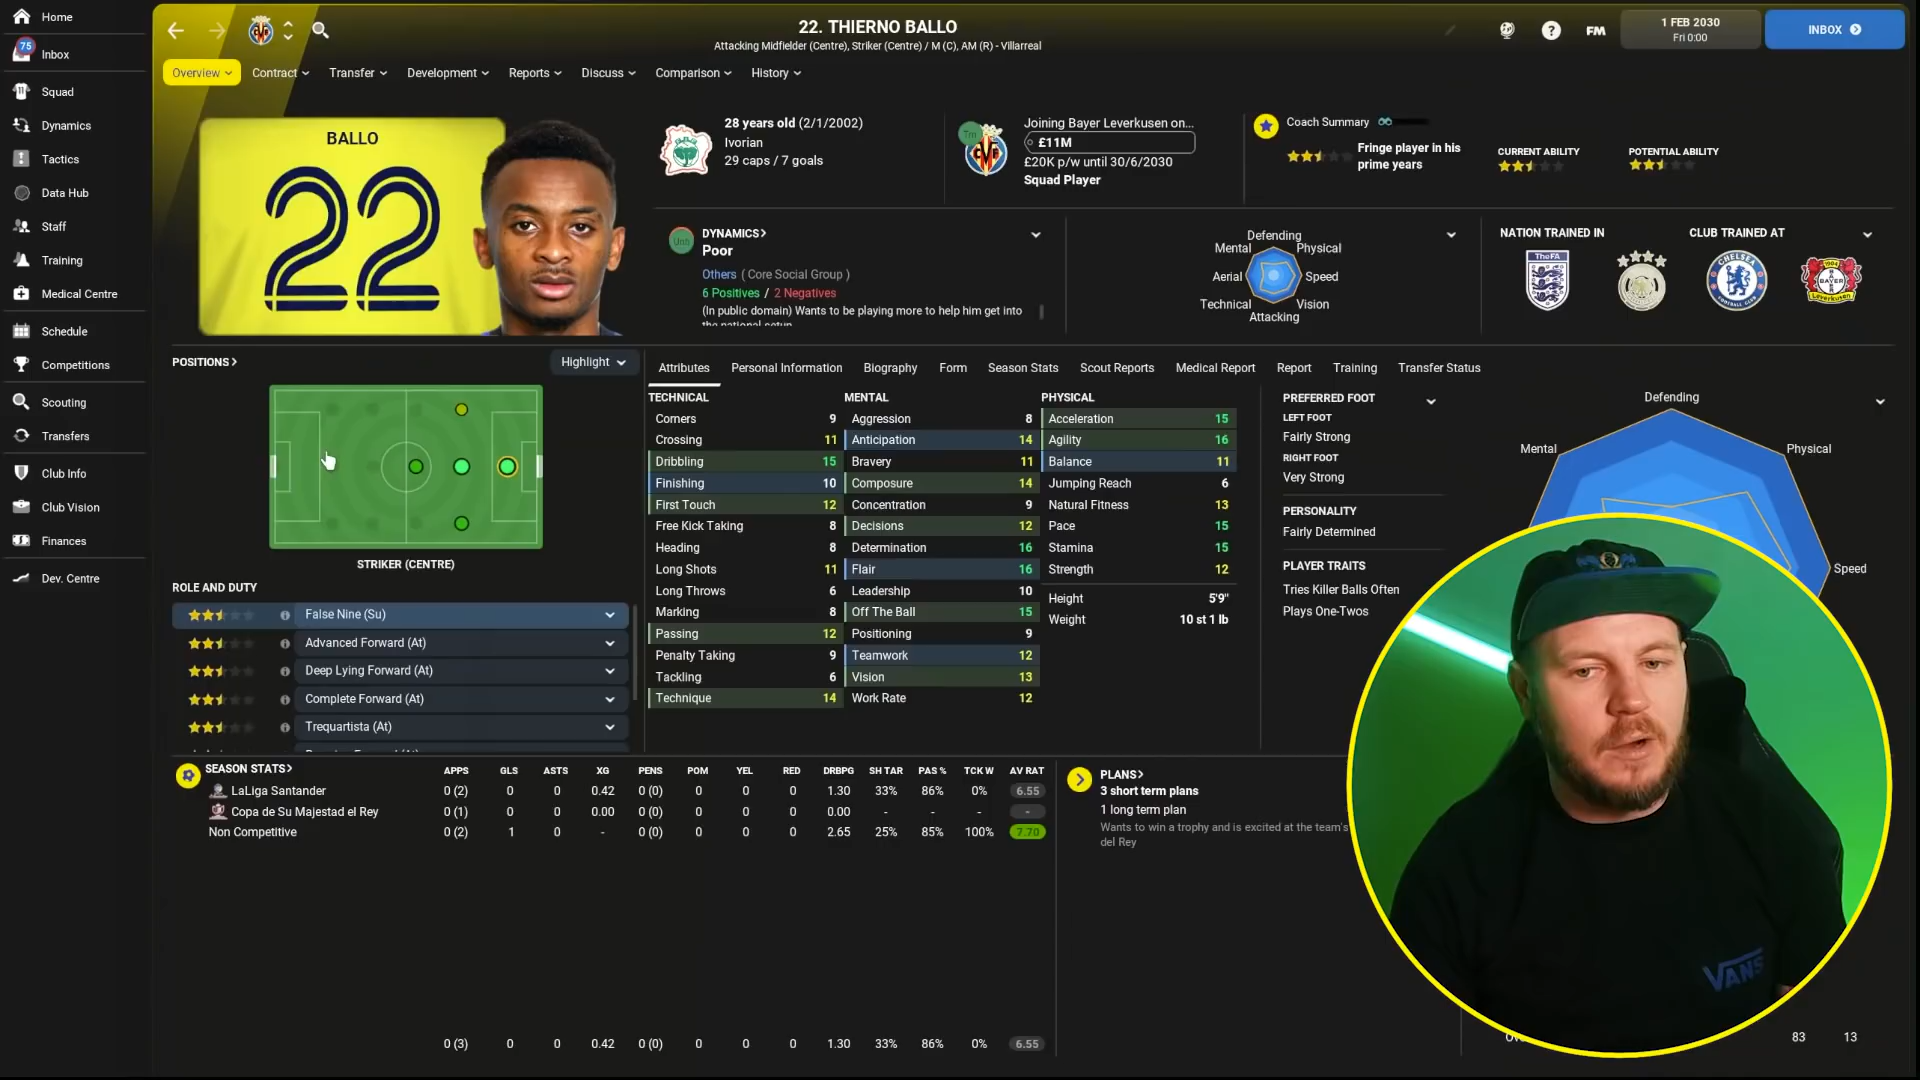 Home
75
Inbox
Squad
Dynamics
Tactics
Data Hub
Staff
Training
Medical Centre
Schedule
Competitions
Scouting
Transfers
Club Info
Club Vision
Finances
Dev. Centre
22. THIERNO BALLO
Attacking Midfielder (Centre), Striker (Centre) / M (C), AM (R) - Villarreal
FM
1 FEB 2030
Fri 0:00
INBOX
Overview
Contract
Transfer
Development
Reports
Discuss
Comparison
History
BALLO
22
28 years old (2/1/2002)
Ivorian
29 caps / 7 goals
Trn
Joining Bayer Leverkusen on...
£11M
£20K p/w until 30/6/2030
Squad Player
Coach Summary
Fringe player in his
prime years
CURRENT ABILITY
POTENTIAL ABILITY
Unh
DYNAMICS>
Poor
Others ( Core Social Group )
6 Positives / 2 Negatives
(In public domain) Wants to be playing more to help him get into
the national setup
Defending
Mental
Physical
Aerial
Speed
Technical
Vision
Attacking
NATION TRAINED IN
CLUB TRAINED AT
The FA
CHELSEA
FOOTBALL CLUB
1904
BAYER
Leverkusen
POSITIONS>
Highlight
STRIKER (CENTRE)
ROLE AND DUTY
False Nine (Su)
Advanced Forward (At)
Deep Lying Forward (At)
Complete Forward (At)
Trequartista (At)
Attributes
Personal Information
Biography
Form
Season Stats
Scout Reports
Medical Report
Report
Training
Transfer Status
TECHNICAL
Corners 9
Crossing 11
Dribbling 15
Finishing 10
First Touch 12
Free Kick Taking 8
Heading 8
Long Shots 11
Long Throws 6
Marking 8
Passing 12
Penalty Taking 9
Tackling 6
Technique 14
MENTAL
Aggression 8
Anticipation 14
Bravery 11
Composure 14
Concentration 9
Decisions 12
Determination 16
Flair 16
Leadership 10
Off The Ball 15
Positioning 9
Teamwork 12
Vision 13
Work Rate 12
PHYSICAL
Acceleration 15
Agility 16
Balance 11
Jumping Reach 6
Natural Fitness 13
Pace 15
Stamina 15
Strength 12
Height 5'9"
Weight 10 st 1 lb
PREFERRED FOOT
LEFT FOOT
Fairly Strong
RIGHT FOOT
Very Strong
PERSONALITY
Fairly Determined
PLAYER TRAITS
Tries Killer Balls Often
Plays One-Twos
Defending
Mental
Physical
Speed
SEASON STATS>
APPS GLS ASTS XG PENS POM YEL RED DRBPG SH TAR PAS % TCK W AV RAT
LaLiga Santander 0 (2) 0 0 0.42 0 (0) 0 0 0 1.30 33% 86% 0% 6.55
Copa de Su Majestad el Rey 0 (1) 0 0 0.00 0 (0) 0 0 0 0.00 - - - -
Non Competitive 0 (2) 1 0 - 0 (0) 0 0 0 2.65 25% 85% 100% 7.70
0 (3) 0 0 0.42 0 (0) 0 0 0 1.30 33% 86% 0% 6.55
PLANS>
3 short term plans
1 long term plan
Wants to win a trophy and is excited at the team's
del Rey
VANS
83 13